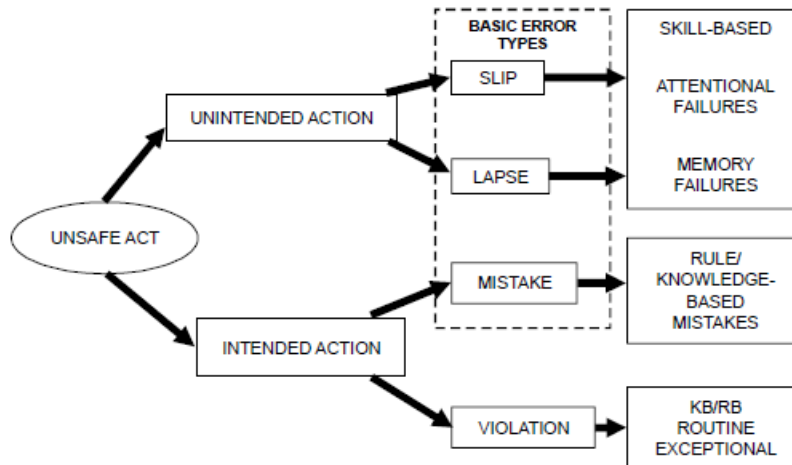 BASIC ERROR
TYPES
SKILL-BASED
SLIP
ATTENTIONAL
FAILURES
UNINTENDED ACTION
LAPSE
MEMORY
FAILURES
UNSAFE ACT
MISTAKE
RULE/
KNOWLEDGE-
BASED
MISTAKES
INTENDED ACTION
VIOLATION
KB/RB
ROUTINE
EXCEPTIONAL